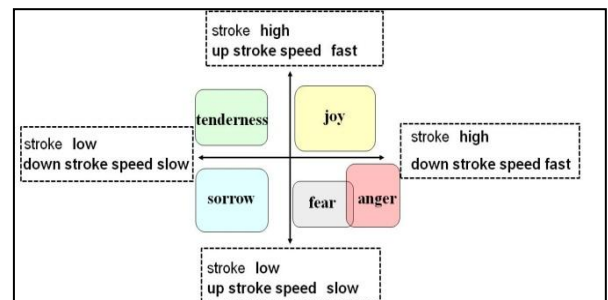 stroke high
up stroke speed fast
tenderness
joy
stroke low
down stroke speed slow
stroke high
down stroke speed fast
sorrow
fear
anger
stroke low
up stroke speed slow